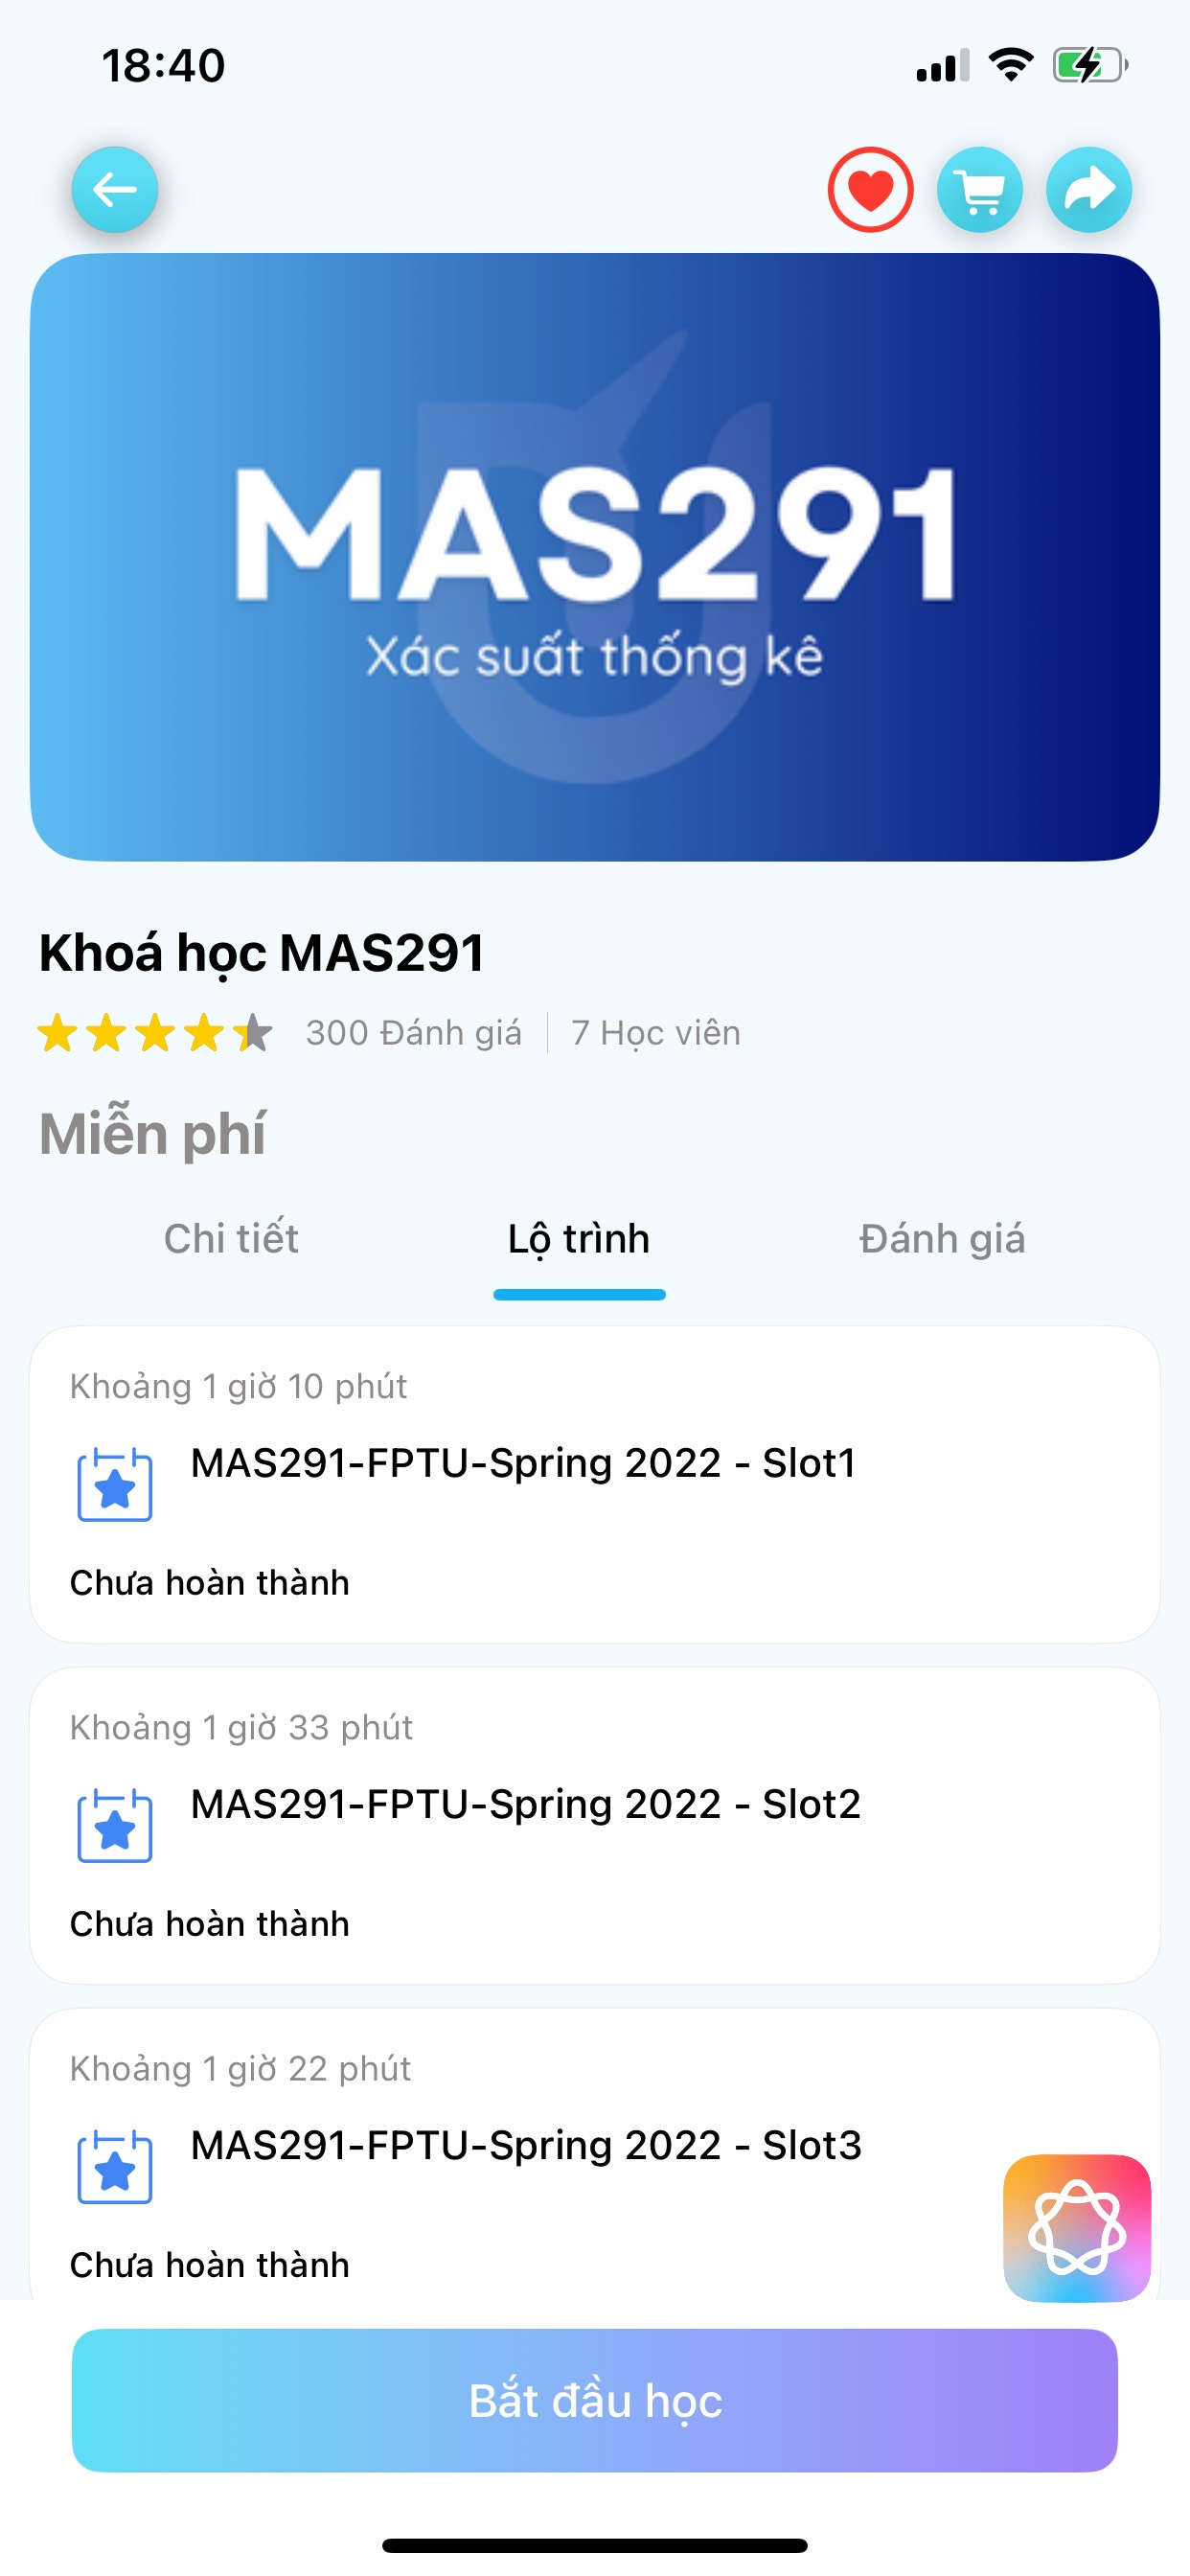 18:40
MAS291
Xác suất thống kê
Khoá học MAS291
300 Đánh giá
7 Học viên
Miễn phí
Chi tiết
Lộ trình
Đánh giá
Khoảng 1 giờ 10 phút
MAS291-FPTU-Spring 2022 - Slot1
Chưa hoàn thành
Khoảng 1 giờ 33 phút
MAS291-FPTU-Spring 2022 - Slot2
Chưa hoàn thành
Khoảng 1 giờ 22 phút
MAS291-FPTU-Spring 2022 - Slot3
Chưa hoàn thành
Bắt đầu học